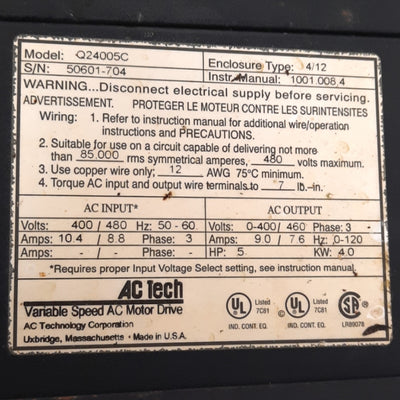 Model: Q24005C Enclosure Type: 4/12
S/N: 50601-704 Instr. Manual: 1001.008.4
WARNING...Disconnect electrical supply before servicing.
ADVERTISSEMENT. PROTEGER LE MOTEUR CONTRE LES SURINTENSITES
Wiring: 1. Refer to instruction manual for additional wire/operation
instructions and PRECAUTIONS.
2. Suitable for use on a circuit capable of delivering not more
than 85,000 rms symmetrical amperes, 480 volts maximum.
3. Use copper wire only; 12 AWG 75°C minimum.
4. Torque AC input and output wire terminals to 7 lb.-in.
AC INPUT* AC OUTPUT
Volts: 400 / 480 Hz: 50-60 Volts: 0-400/ 460 Phase: 3
Amps: 10.4 / 8.8 Phase: 3 Amps: 9.0 / 7.6 Hz: 0-120
HP: 5 KW: 4.0
*Requires proper Input Voltage Select setting, see instruction manual.
AC Tech
Variable Speed AC Motor Drive
AC Technology Corporation
Uxbridge, Massachusetts • Made in U.S.A.
UL Listed 7C81 IND. CONT. EQ.
c UL Listed 7C81 IND. CONT. EQ.
SA LR89078